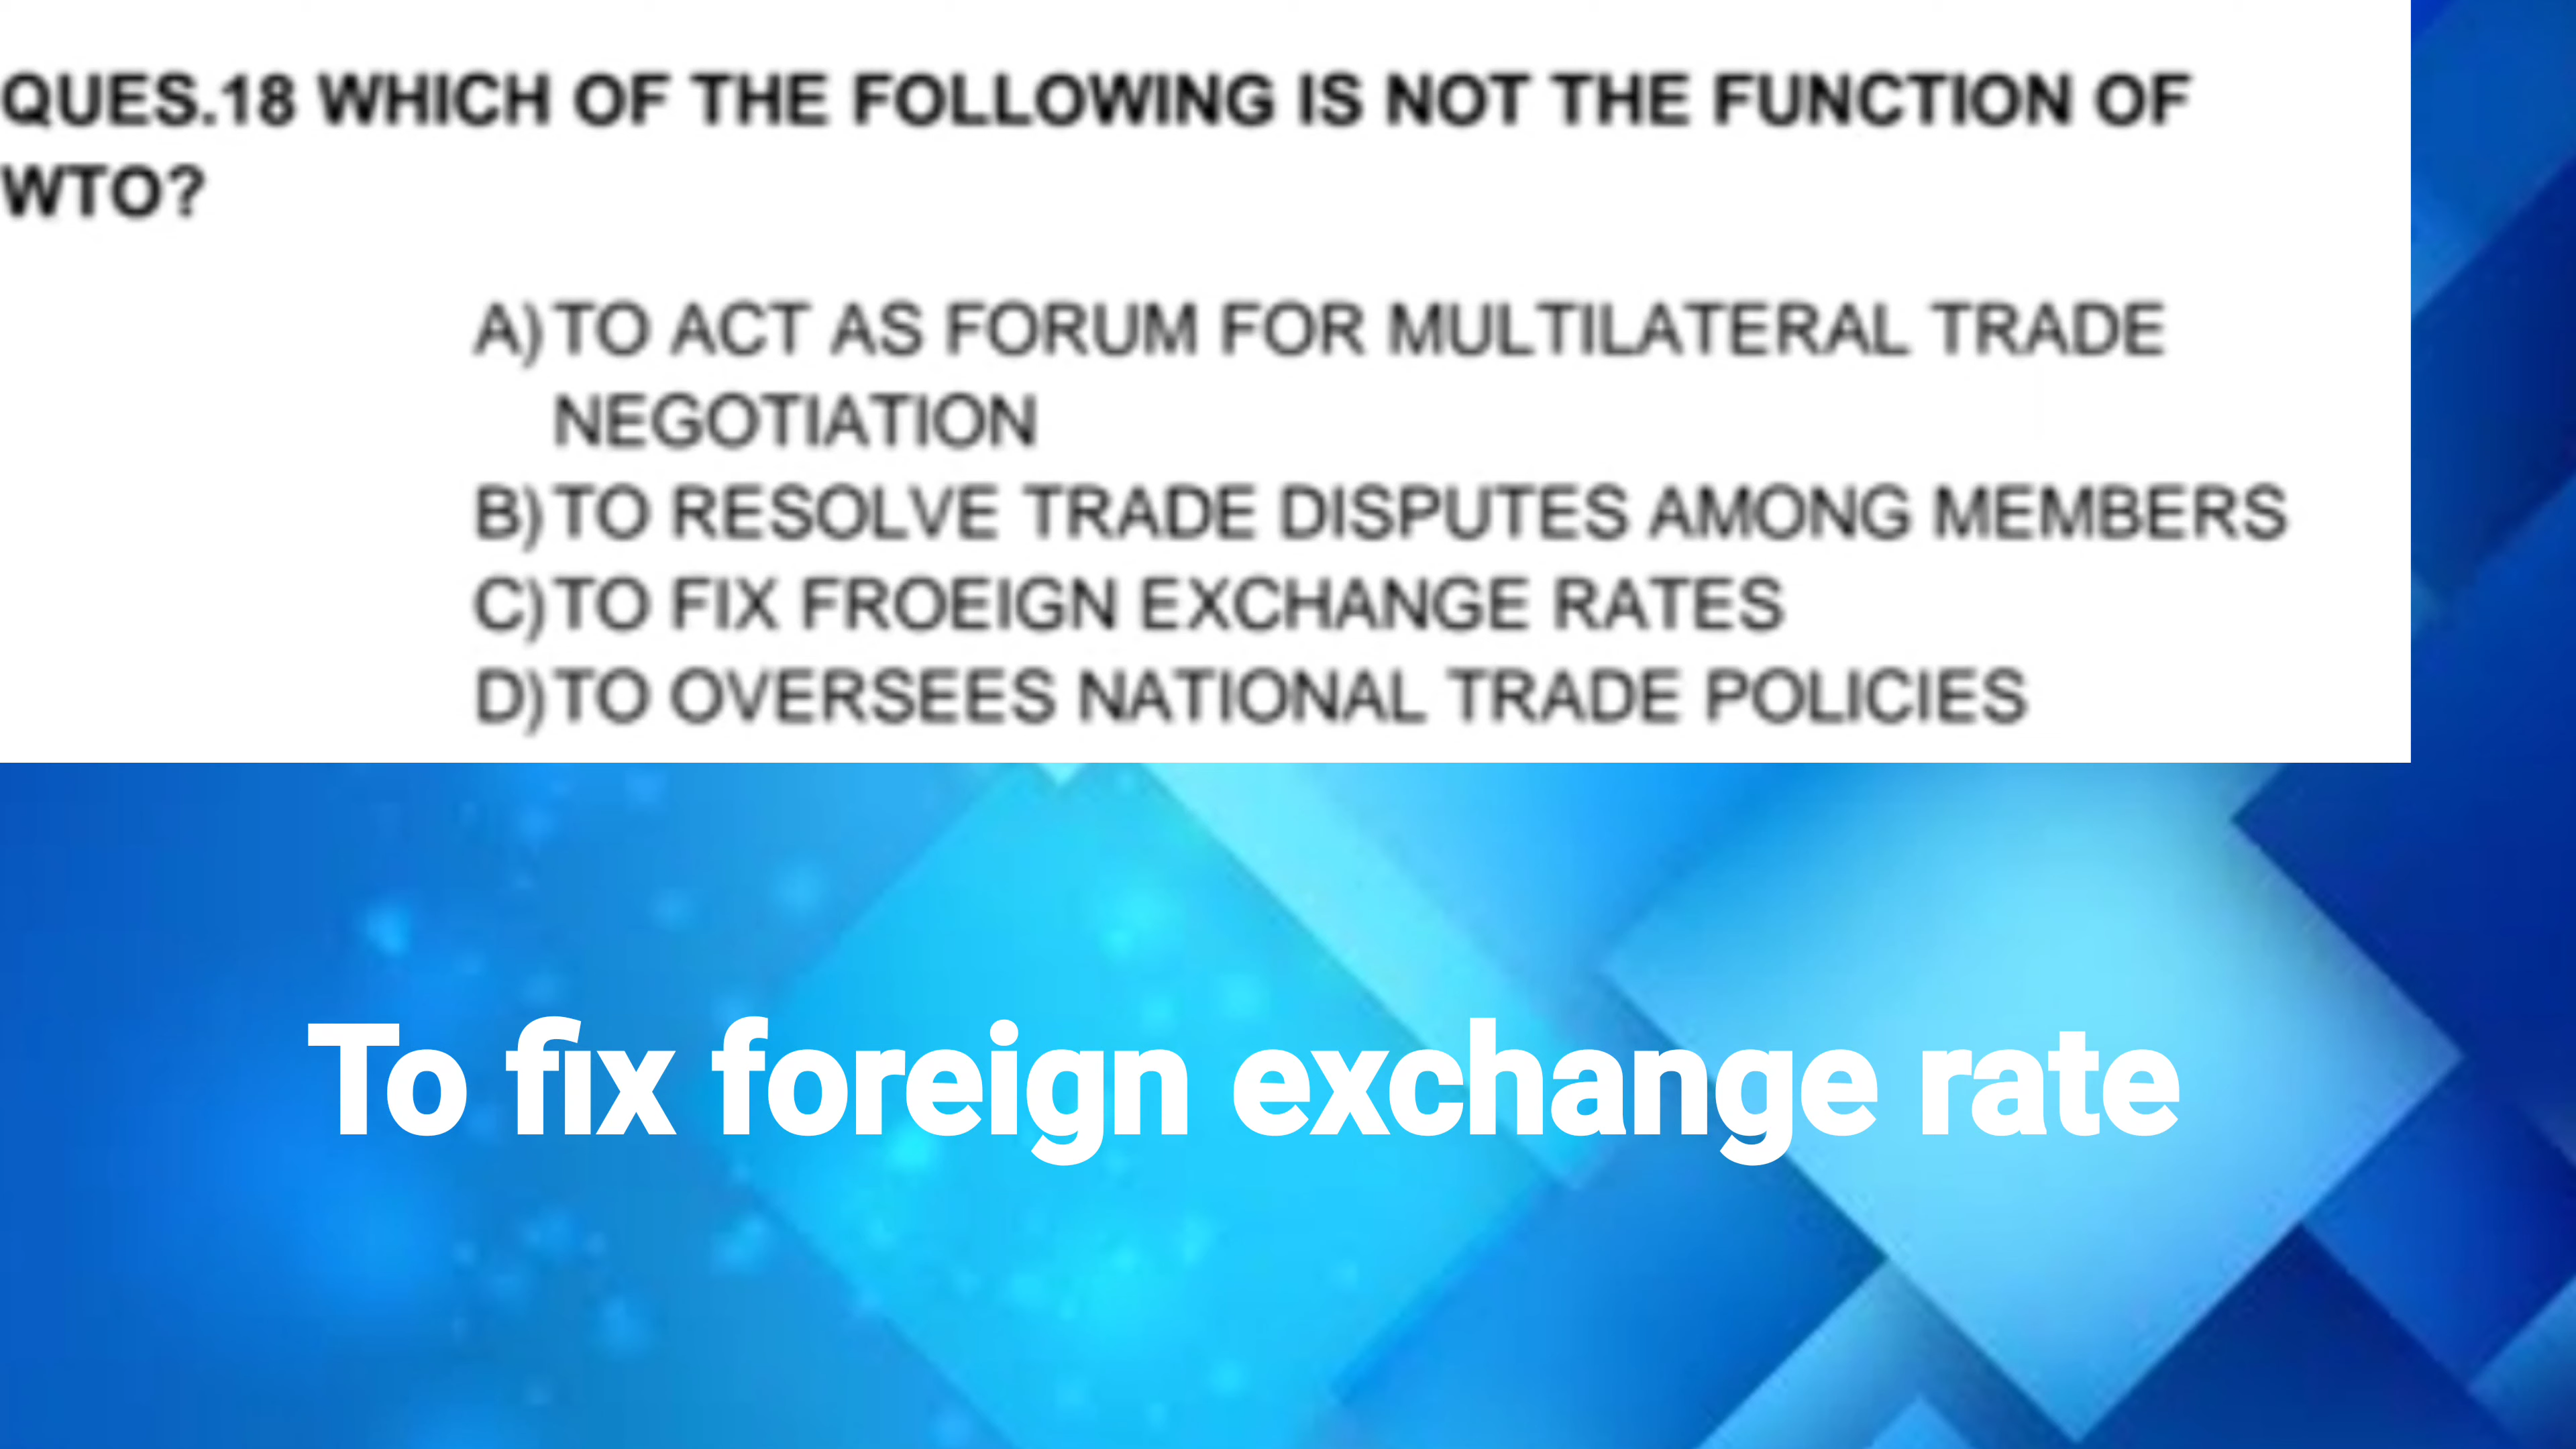 QUES.18 WHICH OF THE FOLLOWING IS NOT THE FUNCTION OF
WTO?
A) TO ACT AS FORUM FOR MULTILATERAL TRADE
NEGOTIATION
B) TO RESOLVE TRADE DISPUTES AMONG MEMBERS
C) TO FIX FROEIGN EXCHANGE RATES
D) TO OVERSEES NATIONAL TRADE POLICIES
To fix foreign exchange rate